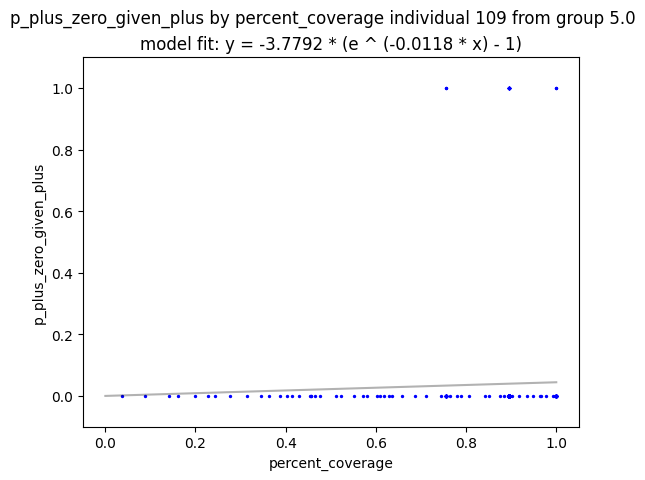 p_plus_zero_given_plus by percent_coverage individual 109 from group 5.0
model fit: y = -3.7792 * (e ^ (-0.0118 * x) - 1)
p_plus_zero_given_plus
1.0
0.8
0.6
0.4
0.2
0.0
0.0 0.2 0.4 0.6 0.8 1.0
percent_coverage